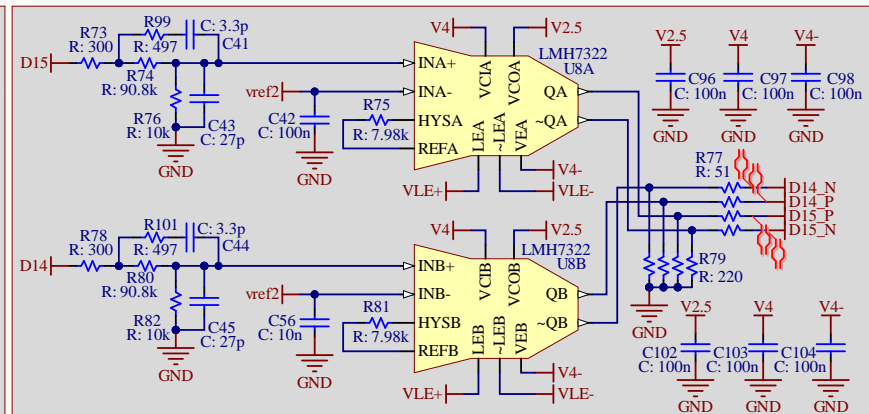 R99
C: 3.3p
R73
R: 497
C41
R: 300
D15
R74
R: 90.8k
R76
R: 10k
C43
C: 27p
GND
V4
V2.5
LMH7322
U8A
INA+
VCIA
VCOA
vref2
INA-
QA
R75
HYSA
~QA
C42
C: 100n
R: 7.98k
REFA
LEA
~LEA
VEA
GND
V4-
VLE+
VLE-
V2.5
V4
V4-
C96
C97
C98
C: 100n
C: 100n
C: 100n
GND
GND
GND
R77
R: 51
D14_N
D14_P
D15_P
D15_N
R79
R: 220
GND
R101
C: 3.3p
R78
R: 497
C44
R: 300
D14
R80
R: 90.8k
R82
R: 10k
C45
C: 27p
GND
V4
V2.5
LMH7322
U8B
INB+
VCIB
VCOB
vref2
INB-
QB
R81
HYSB
~QB
C56
C: 10n
R: 7.98k
REFB
LEB
~LEB
VEB
GND
V4-
VLE+
VLE-
V2.5
V4
V4-
C102
C103
C104
C: 100n
C: 100n
C: 100n
GND
GND
GND